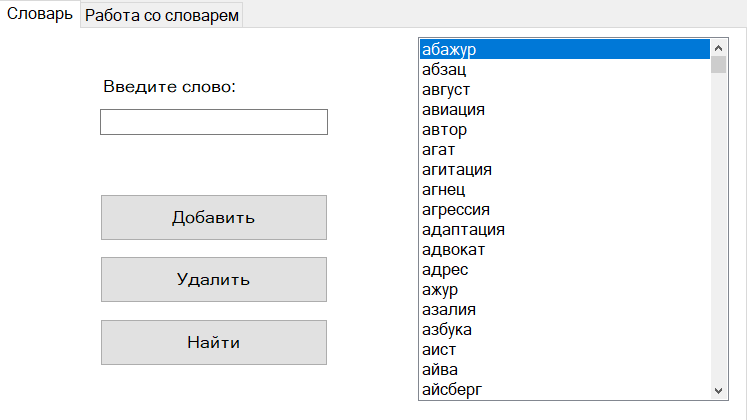 Словарь
Работа со словарем
Введите слово:
Добавить
Удалить
Найти
абажур
абзац
август
авиация
автор
агат
агитация
агнец
агрессия
адаптация
адвокат
адрес
ажур
азалия
азбука
аист
айва
айсберг